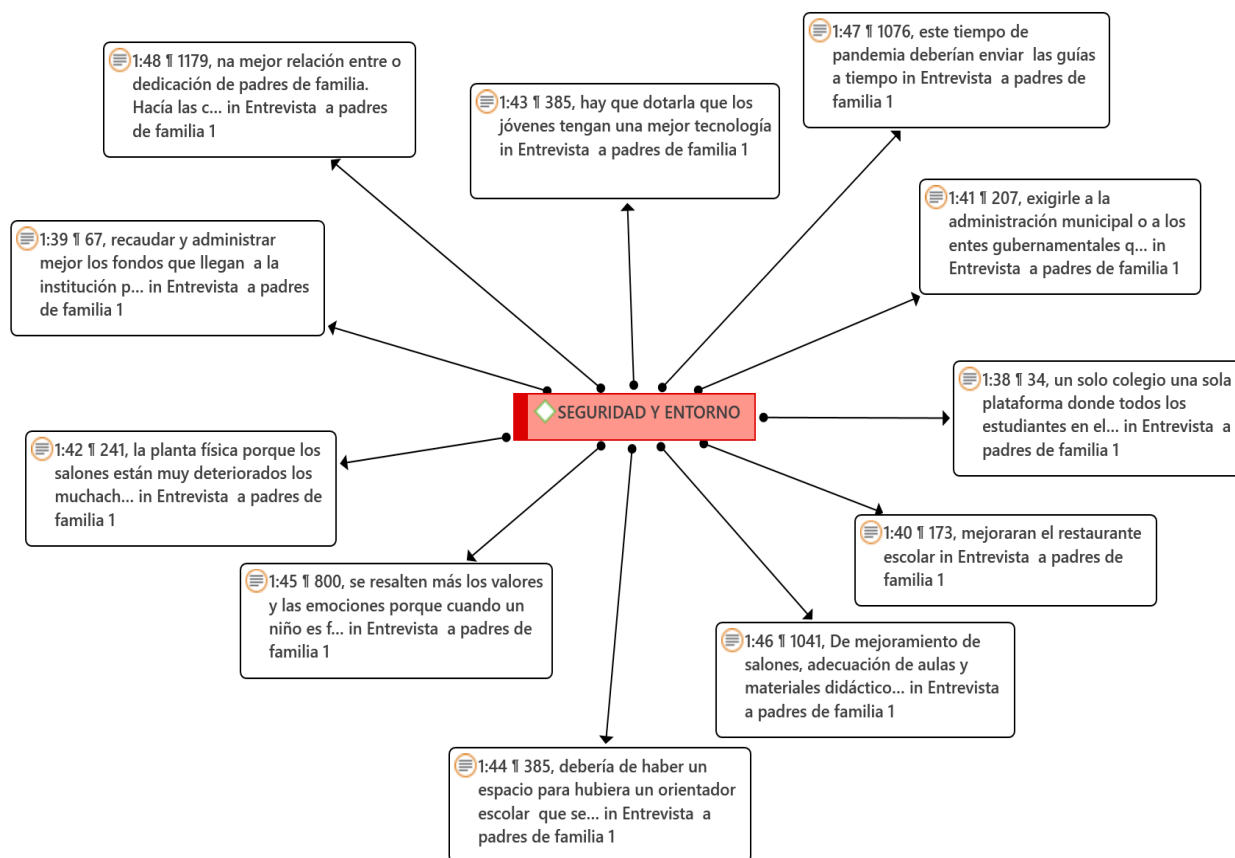 1:48 ¶ 1179, na mejor relación entre o
dedicación de padres de familia.
Hacía las c... in Entrevista a padres
de familia 1
1:43 ¶ 385, hay que dotarla que los
jóvenes tengan una mejor tecnología
in Entrevista a padres de familia 1
1:47 ¶ 1076, este tiempo de
pandemia deberían enviar las guías
a tiempo in Entrevista a padres de
familia 1
1:41 ¶ 207, exigirle a la
administración municipal o a los
entes gubernamentales q... in
Entrevista a padres de familia 1
1:39 ¶ 67, recaudar y administrar
mejor los fondos que llegan a la
institución p... in Entrevista a padres
de familia 1
1:38 ¶ 34, un solo colegio una sola
plataforma donde todos los
estudiantes en el... in Entrevista a
padres de familia 1
SEGURIDAD Y ENTORNO
1:42 ¶ 241, la planta física porque los
salones están muy deteriorados los
muchach... in Entrevista a padres de
familia 1
1:40 ¶ 173, mejoraran el restaurante
escolar in Entrevista a padres de
familia 1
1:45 ¶ 800, se resalten más los valores
y las emociones porque cuando un
niño es f... in Entrevista a padres de
familia 1
1:46 ¶ 1041, De mejoramiento de
salones, adecuación de aulas y
materiales didáctico... in Entrevista
a padres de familia 1
1:44 ¶ 385, debería de haber un
espacio para hubiera un orientador
escolar que se... in Entrevista a
padres de familia 1